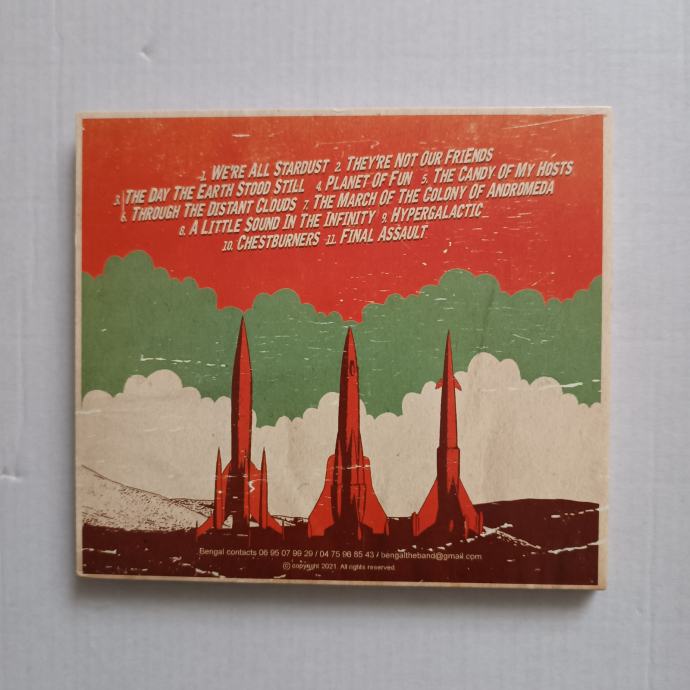 1. We're All Stardust 2. They're Not Our Friends
3. The Day The Earth Stood Still 4. Planet Of Fun 5. The Candy Of My Hosts
6. Through The Distant Clouds 7. The March Of The Colony Of Andromeda
8. A Little Sound In The Infinity 9. Hypergalactic
10. Chestburners 11. Final Assault
Bengal contacts 06 95 07 99 29 / 04 75 96 85 43 / bengaltheband@gmail.com
© copyright 2021. All rights reserved.